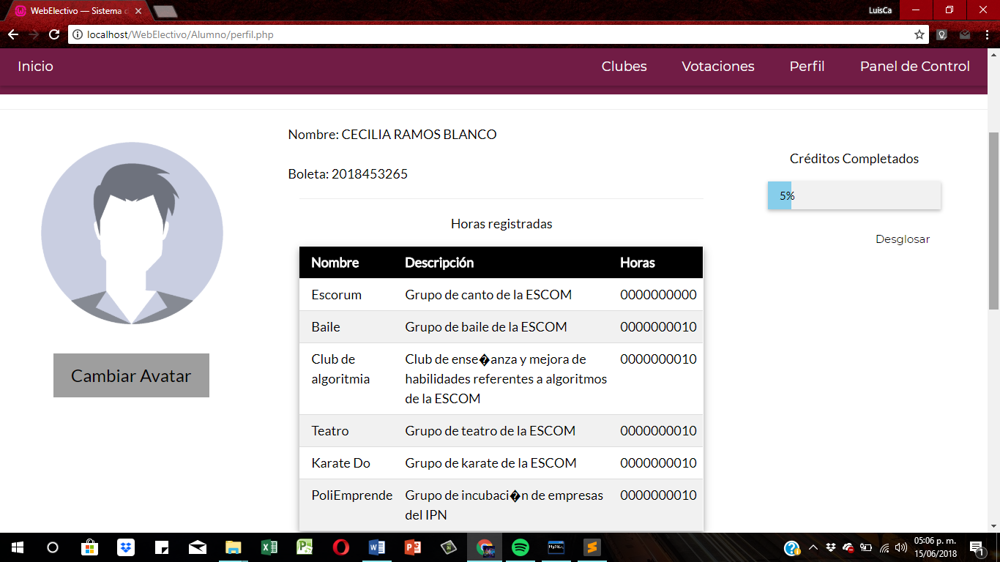 WebElectivo — Sistema d
LuisCa
localhost/WebElectivo/Alumno/perfil.php
Inicio Clubes Votaciones Perfil Panel de Control
Nombre: CECILIA RAMOS BLANCO
Boleta: 2018453265
Cambiar Avatar
Horas registradas
Nombre Descripción Horas
Escorum Grupo de canto de la ESCOM 0000000000
Baile Grupo de baile de la ESCOM 0000000010
Club de algoritmia
Club de ense�anza y mejora de
habilidades referentes a algoritmos
de la ESCOM
0000000010
Teatro Grupo de teatro de la ESCOM 0000000010
Karate Do Grupo de karate de la ESCOM 0000000010
PoliEmprende
Grupo de incubaci�n de empresas
del IPN
0000000010
Créditos Completados
5%
Desglosar
05:06 p. m.
15/06/2018
1